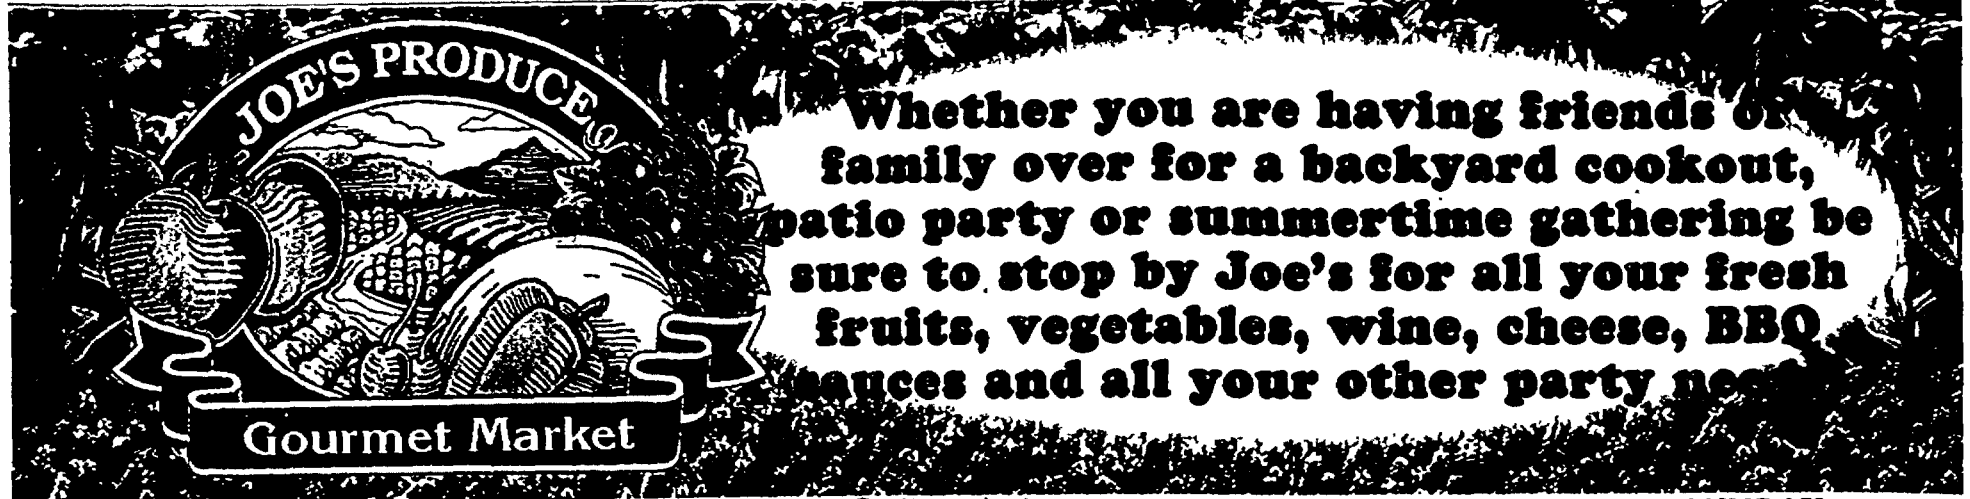 JOE'S PRODUCE
Gourmet Market
Whether you are having friends or
family over for a backyard cookout,
patio party or summertime gathering be
sure to stop by Joe's for all your fresh
fruits, vegetables, wine, cheese, BBQ
sauces and all your other party